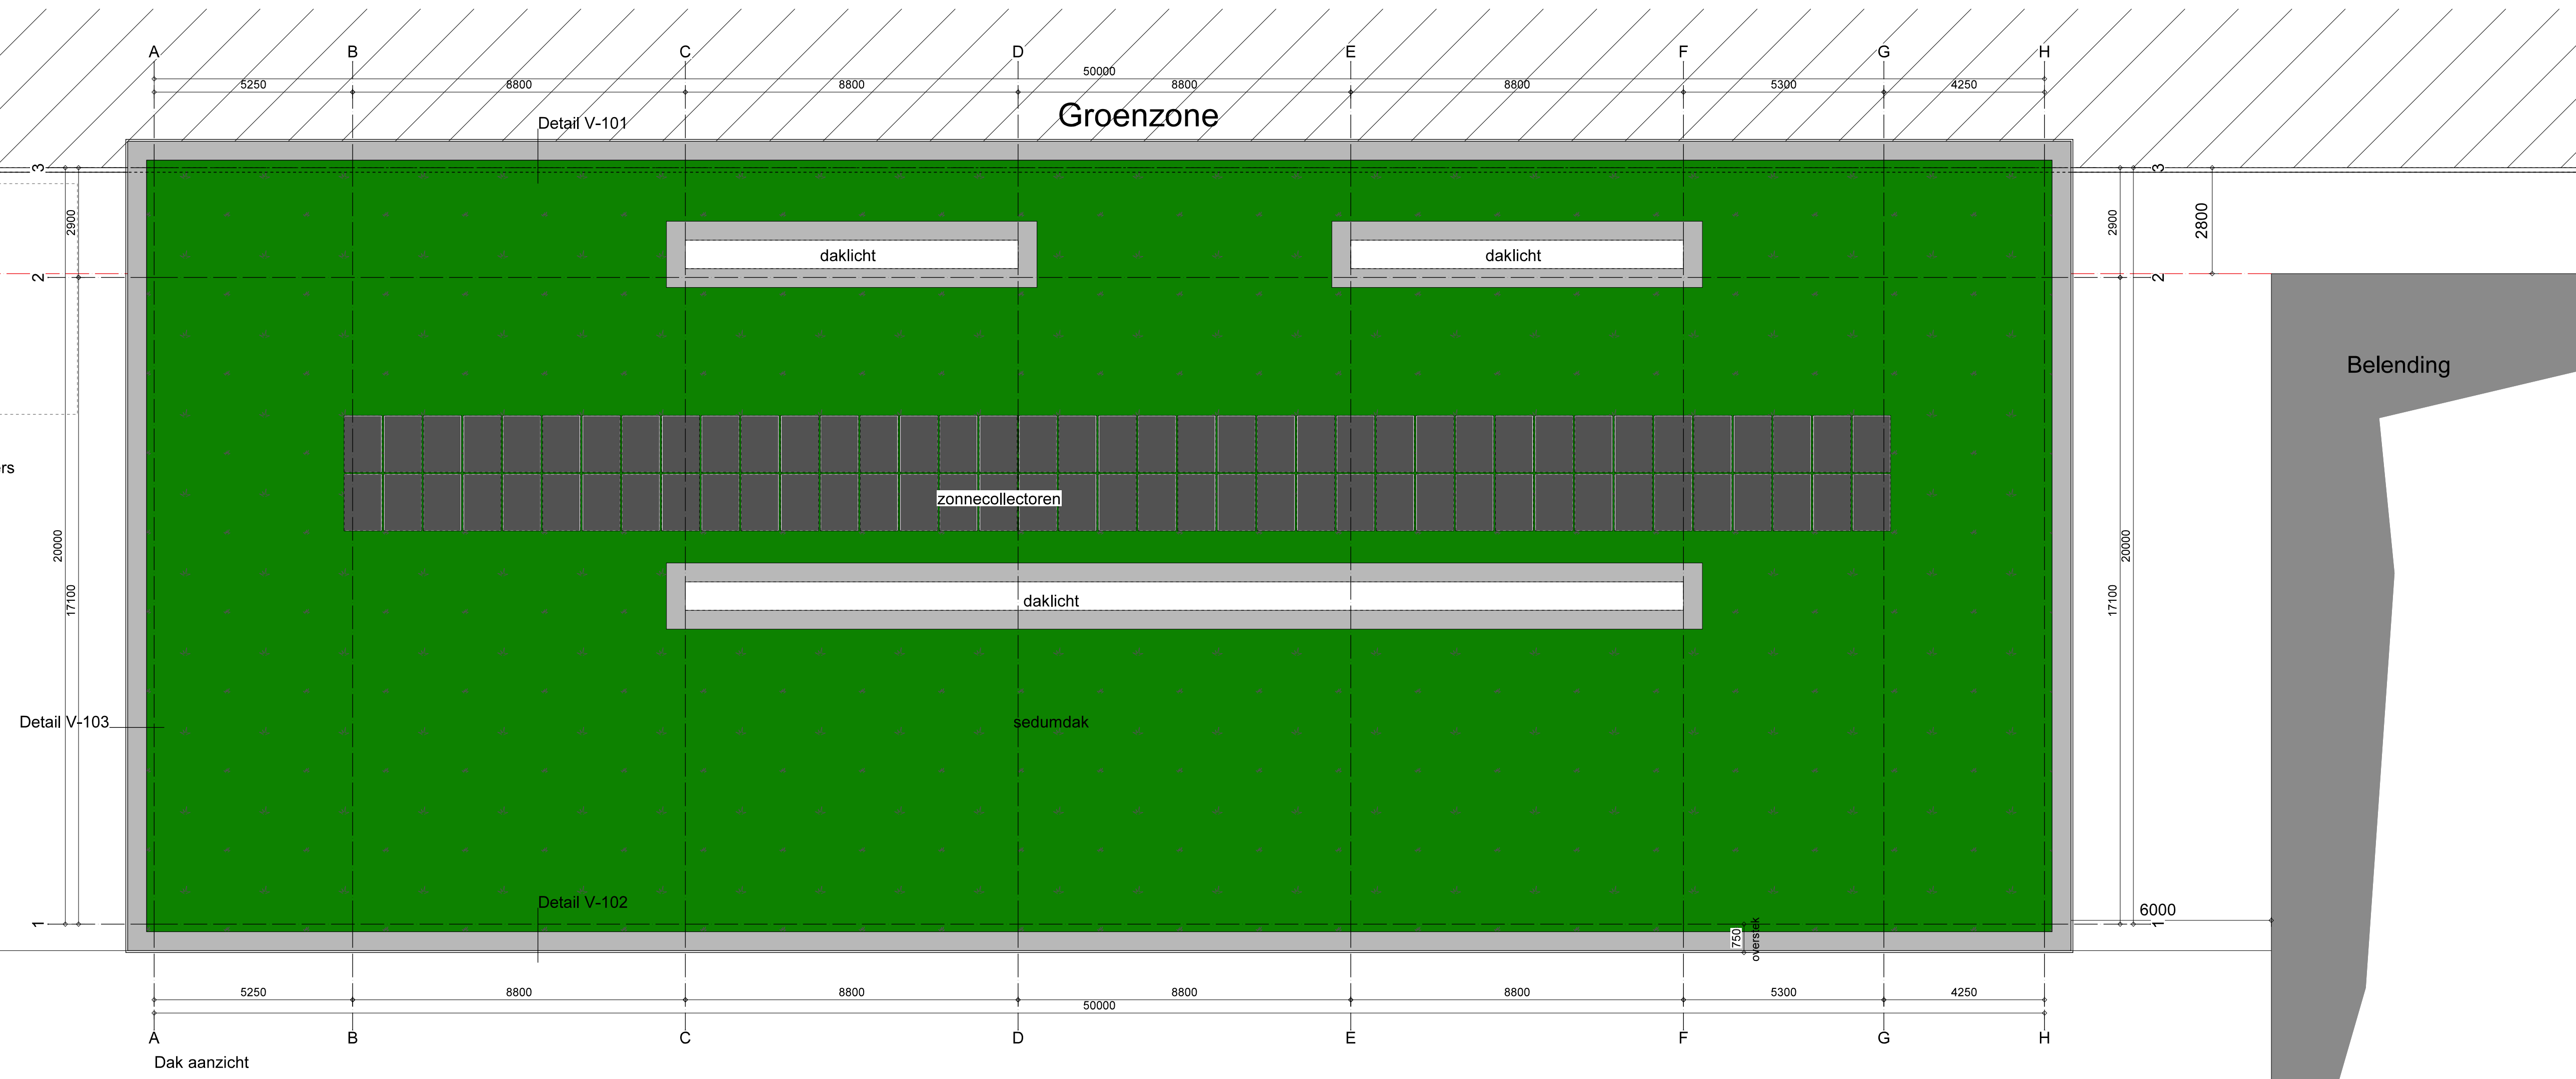 A B C D E F G H
50000
5250 8800 8800 8800 8800 5300 4250
Groenzone
Detail V-101
3 3
2900 2900 2800
daklicht daklicht
2 2
Belending
rs
zonnecollectoren
20000 20000
17100 17100
daklicht
Detail V-103
sedumdak
Detail V-102
6000
1 1
750
overstek
5250 8800 8800 8800 8800 5300 4250
50000
A B C D E F G H
Dak aanzicht